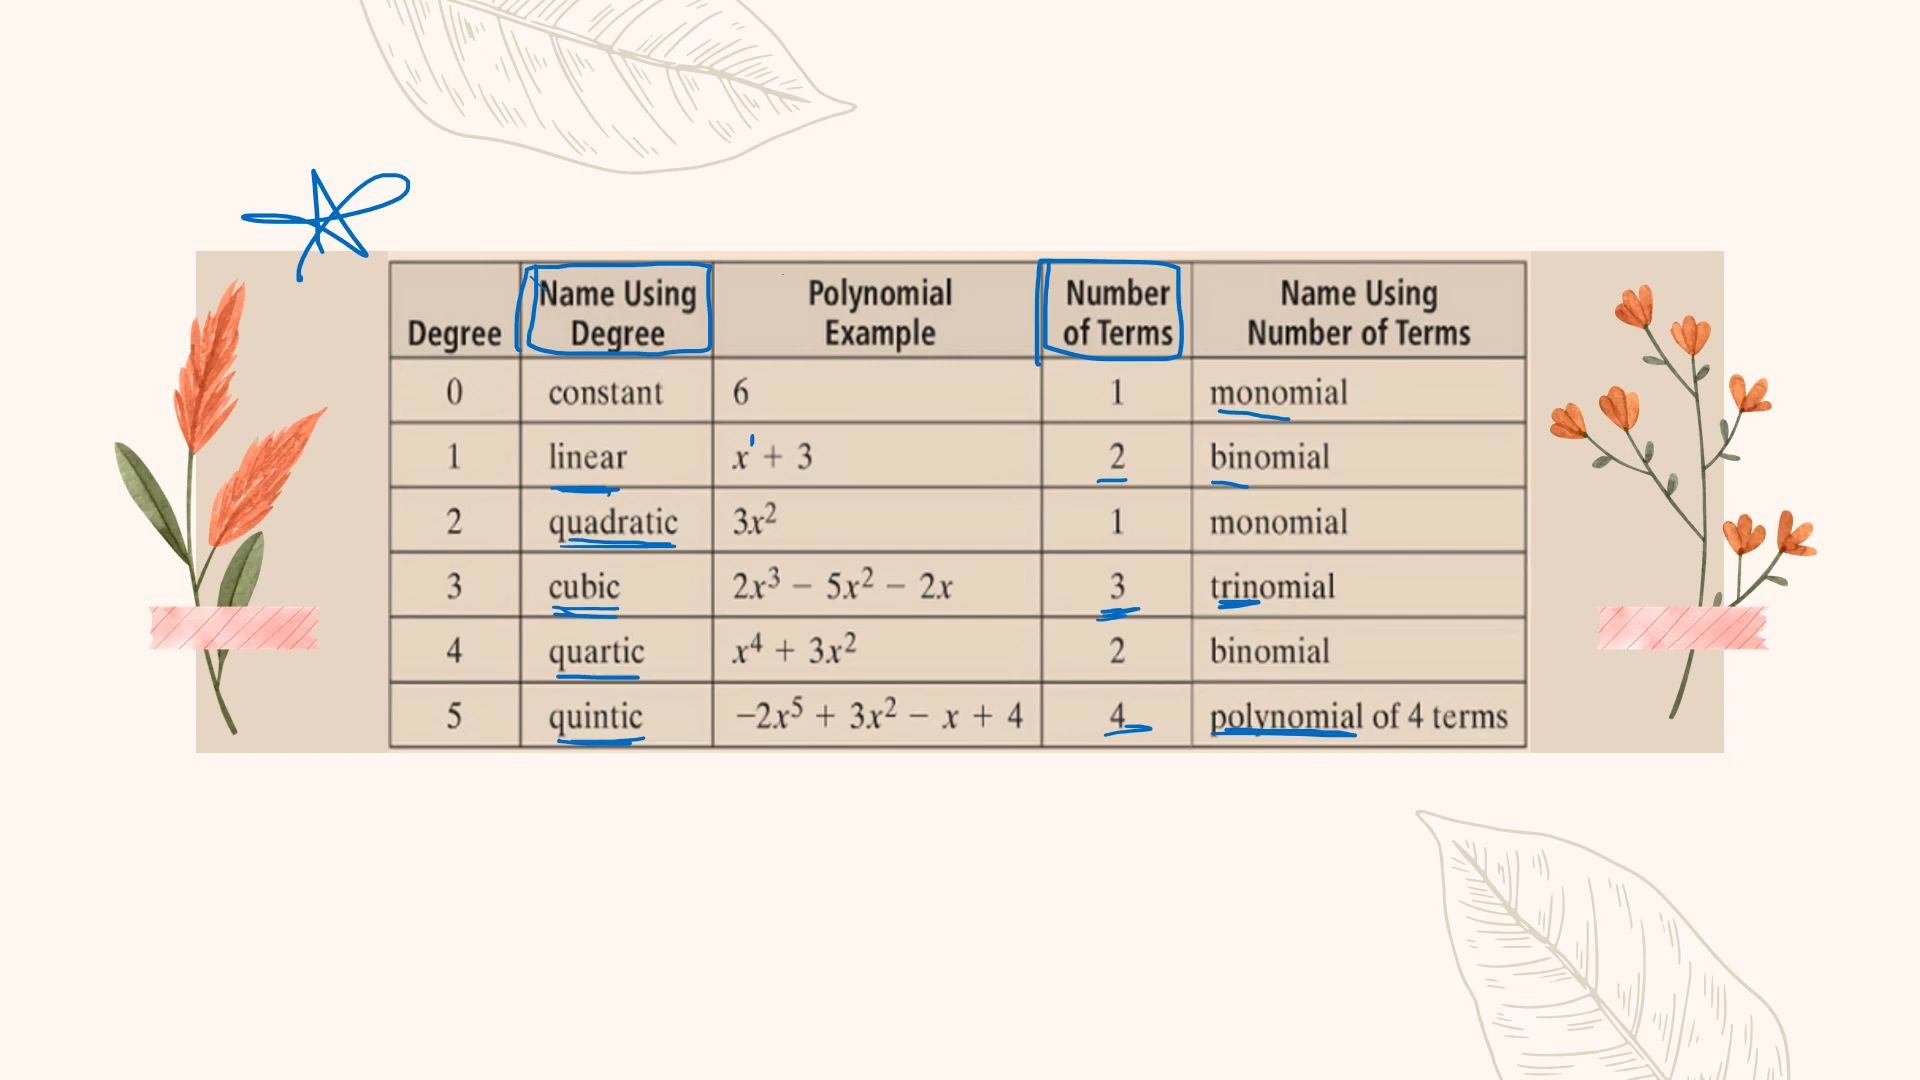 Degree Name Using Degree Polynomial Example Number of Terms Name Using Number of Terms
0 constant 6 1 monomial
1 linear x¹ + 3 2 binomial
2 quadratic 3x² 1 monomial
3 cubic 2x³ − 5x² − 2x 3 trinomial
4 quartic x⁴ + 3x² 2 binomial
5 quintic −2x⁵ + 3x² − x + 4 4 polynomial of 4 terms